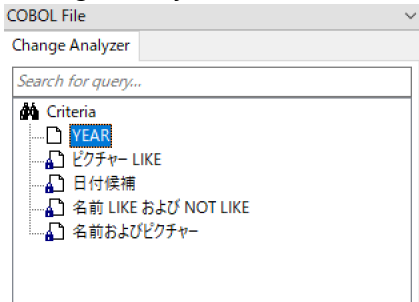 COBOL File
Change Analyzer
Search for query...
Criteria
YEAR
ピクチャー LIKE
日付候補
名前 LIKE および NOT LIKE
名前およびピクチャー